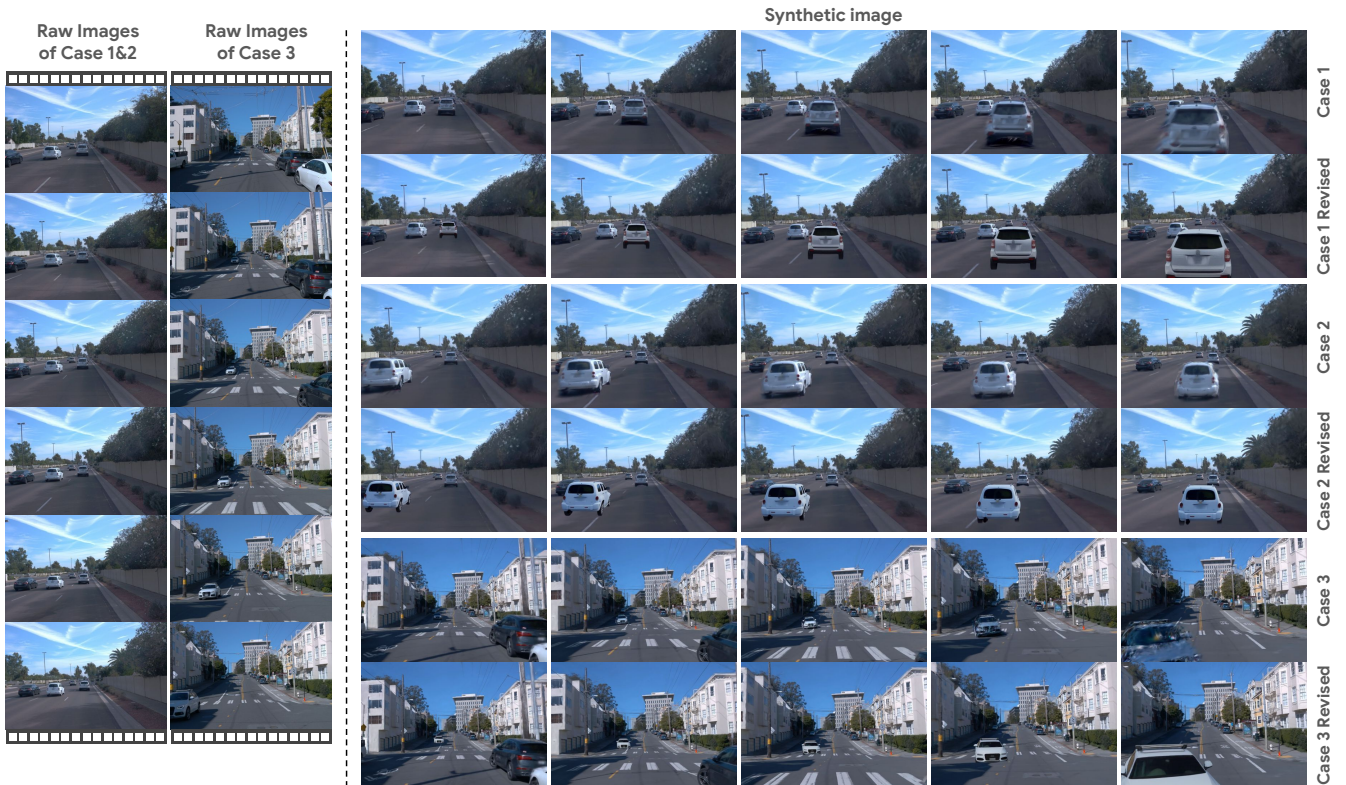 Raw Images
of Case 1&2
Raw Images
of Case 3
Synthetic image
Case 1
Case 1 Revised
Case 2
Case 2 Revised
Case 3
Case 3 Revised